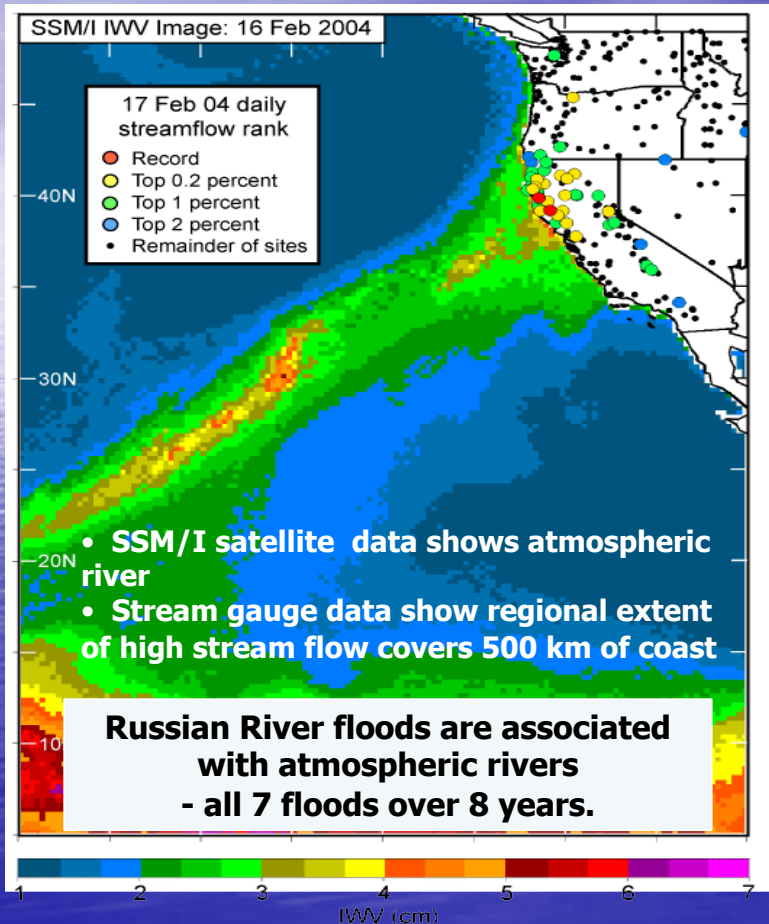 SSM/I IWV Image: 16 Feb 2004
17 Feb 04 daily
streamflow rank
Record
Top 0.2 percent
Top 1 percent
Top 2 percent
Remainder of sites
40N
30N
20N
• SSM/I satellite data shows atmospheric
river
• Stream gauge data show regional extent
of high stream flow covers 500 km of coast
10
Russian River floods are associated
with atmospheric rivers
- all 7 floods over 8 years.
1 2 3 4 5 6 7
IWV (cm)